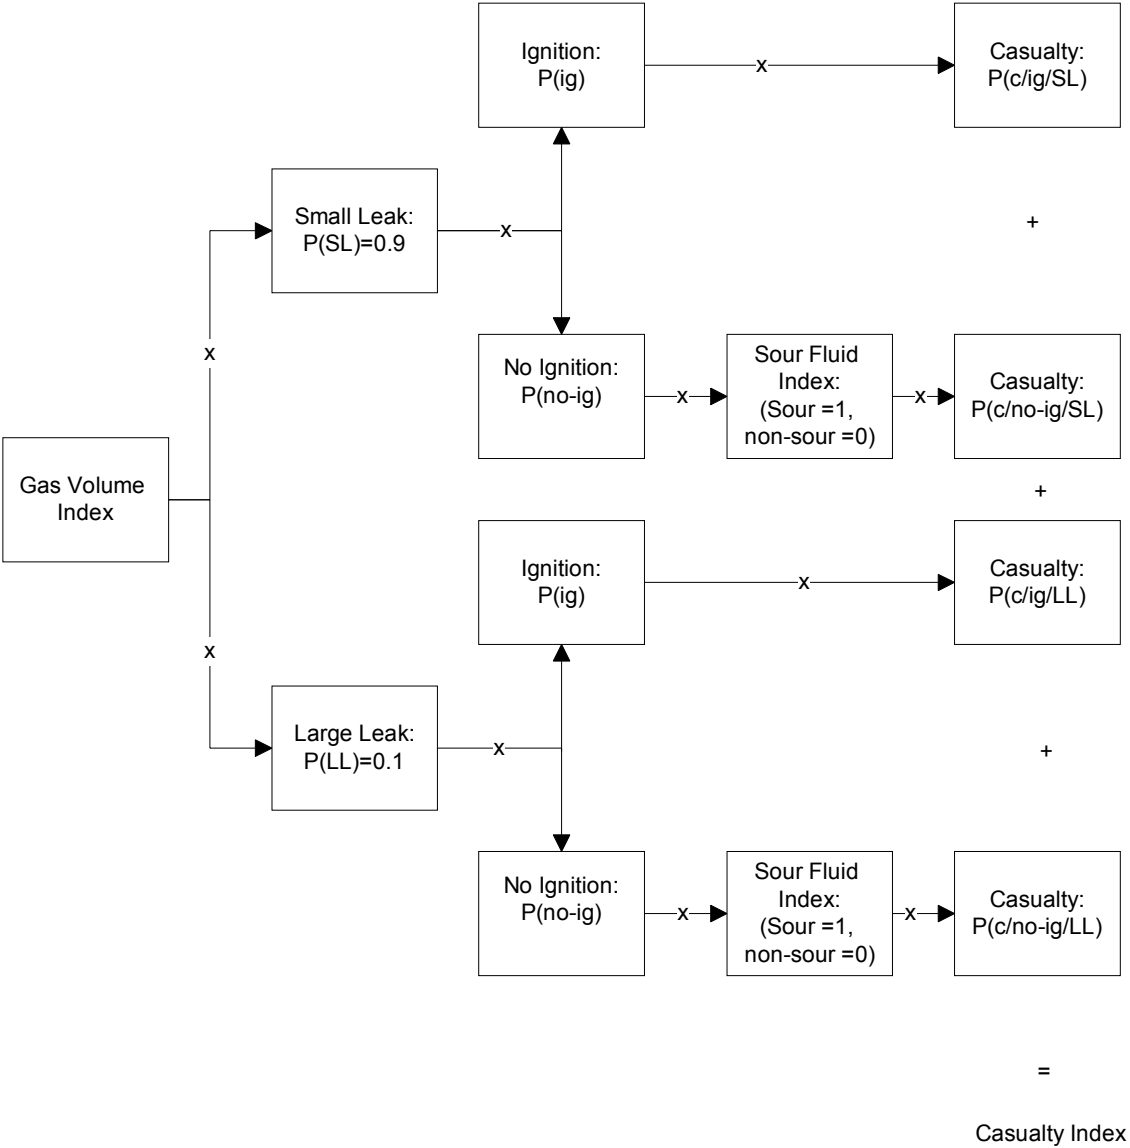 Ignition:
P(ig)
x
Casualty:
P(c/ig/SL)
Small Leak:
P(SL)=0.9
x
+
x
No Ignition:
P(no-ig)
x
Sour Fluid
Index:
(Sour =1,
non-sour =0)
x
Casualty:
P(c/no-ig/SL)
Gas Volume
Index
+
Ignition:
P(ig)
x
Casualty:
P(c/ig/LL)
x
Large Leak:
P(LL)=0.1
x
+
No Ignition:
P(no-ig)
x
Sour Fluid
Index:
(Sour =1,
non-sour =0)
x
Casualty:
P(c/no-ig/LL)
=
Casualty Index